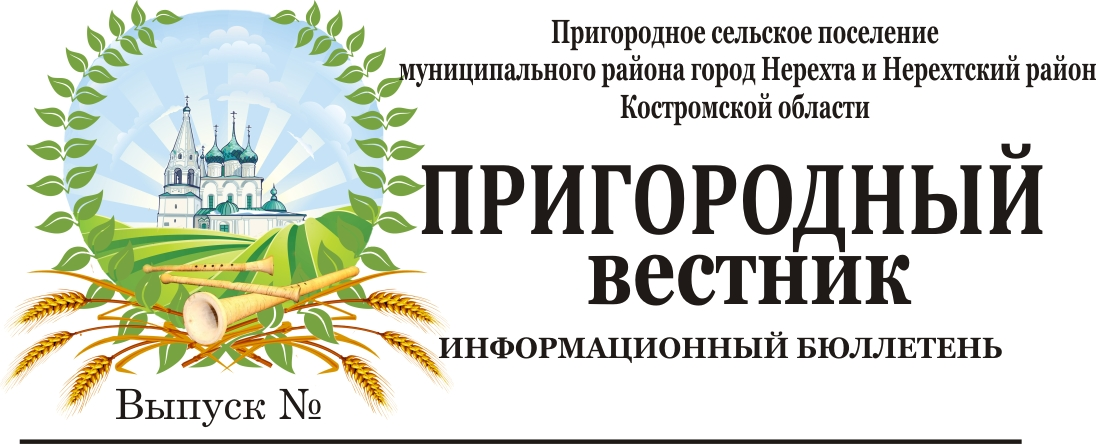 Пригородное сельское поселение
муниципального района город Нерехта и Нерехтский район
Костромской области
ПРИГОРОДНЫЙ
вестник
ИНФОРМАЦИОННЫЙ БЮЛЛЕТЕНЬ
Выпуск №